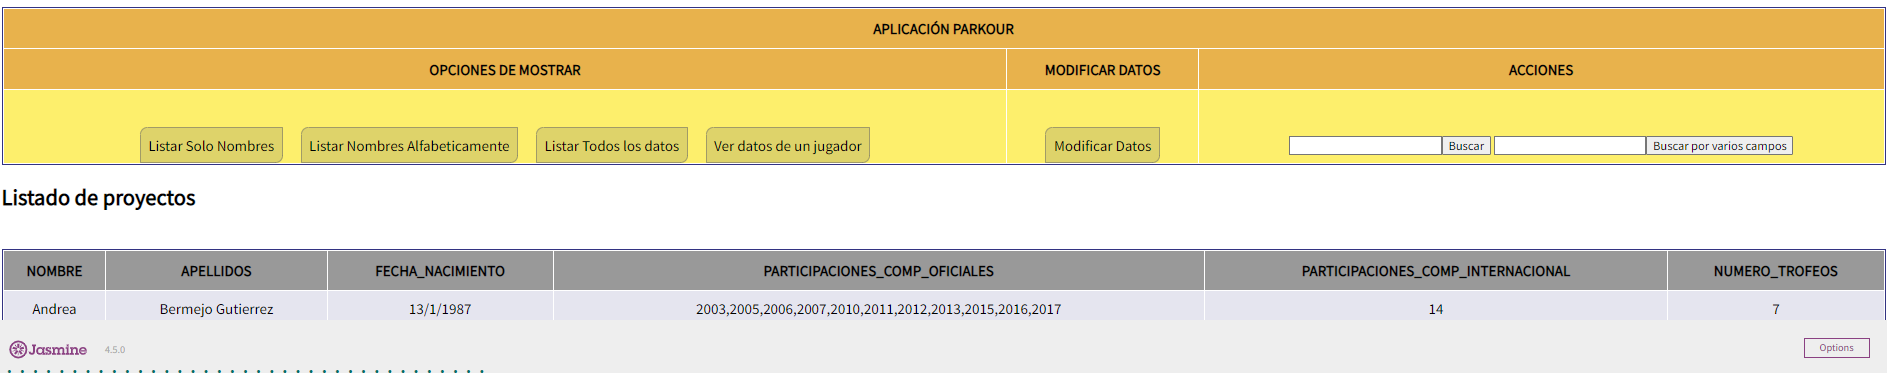 APLICACIÓN PARKOUR
OPCIONES DE MOSTRAR MODIFICAR DATOS ACCIONES
Listar Solo Nombres Listar Nombres Alfabeticamente Listar Todos los datos Ver datos de un jugador Modificar Datos Buscar Buscar por varios campos
Listado de proyectos
NOMBRE APELLIDOS FECHA_NACIMIENTO PARTICIPACIONES_COMP_OFICIALES PARTICIPACIONES_COMP_INTERNACIONAL NUMERO_TROFEOS
Andrea Bermejo Gutierrez 13/1/1987 2003,2005,2006,2007,2010,2011,2012,2013,2015,2016,2017 14 7
Jasmine 4.5.0 Options